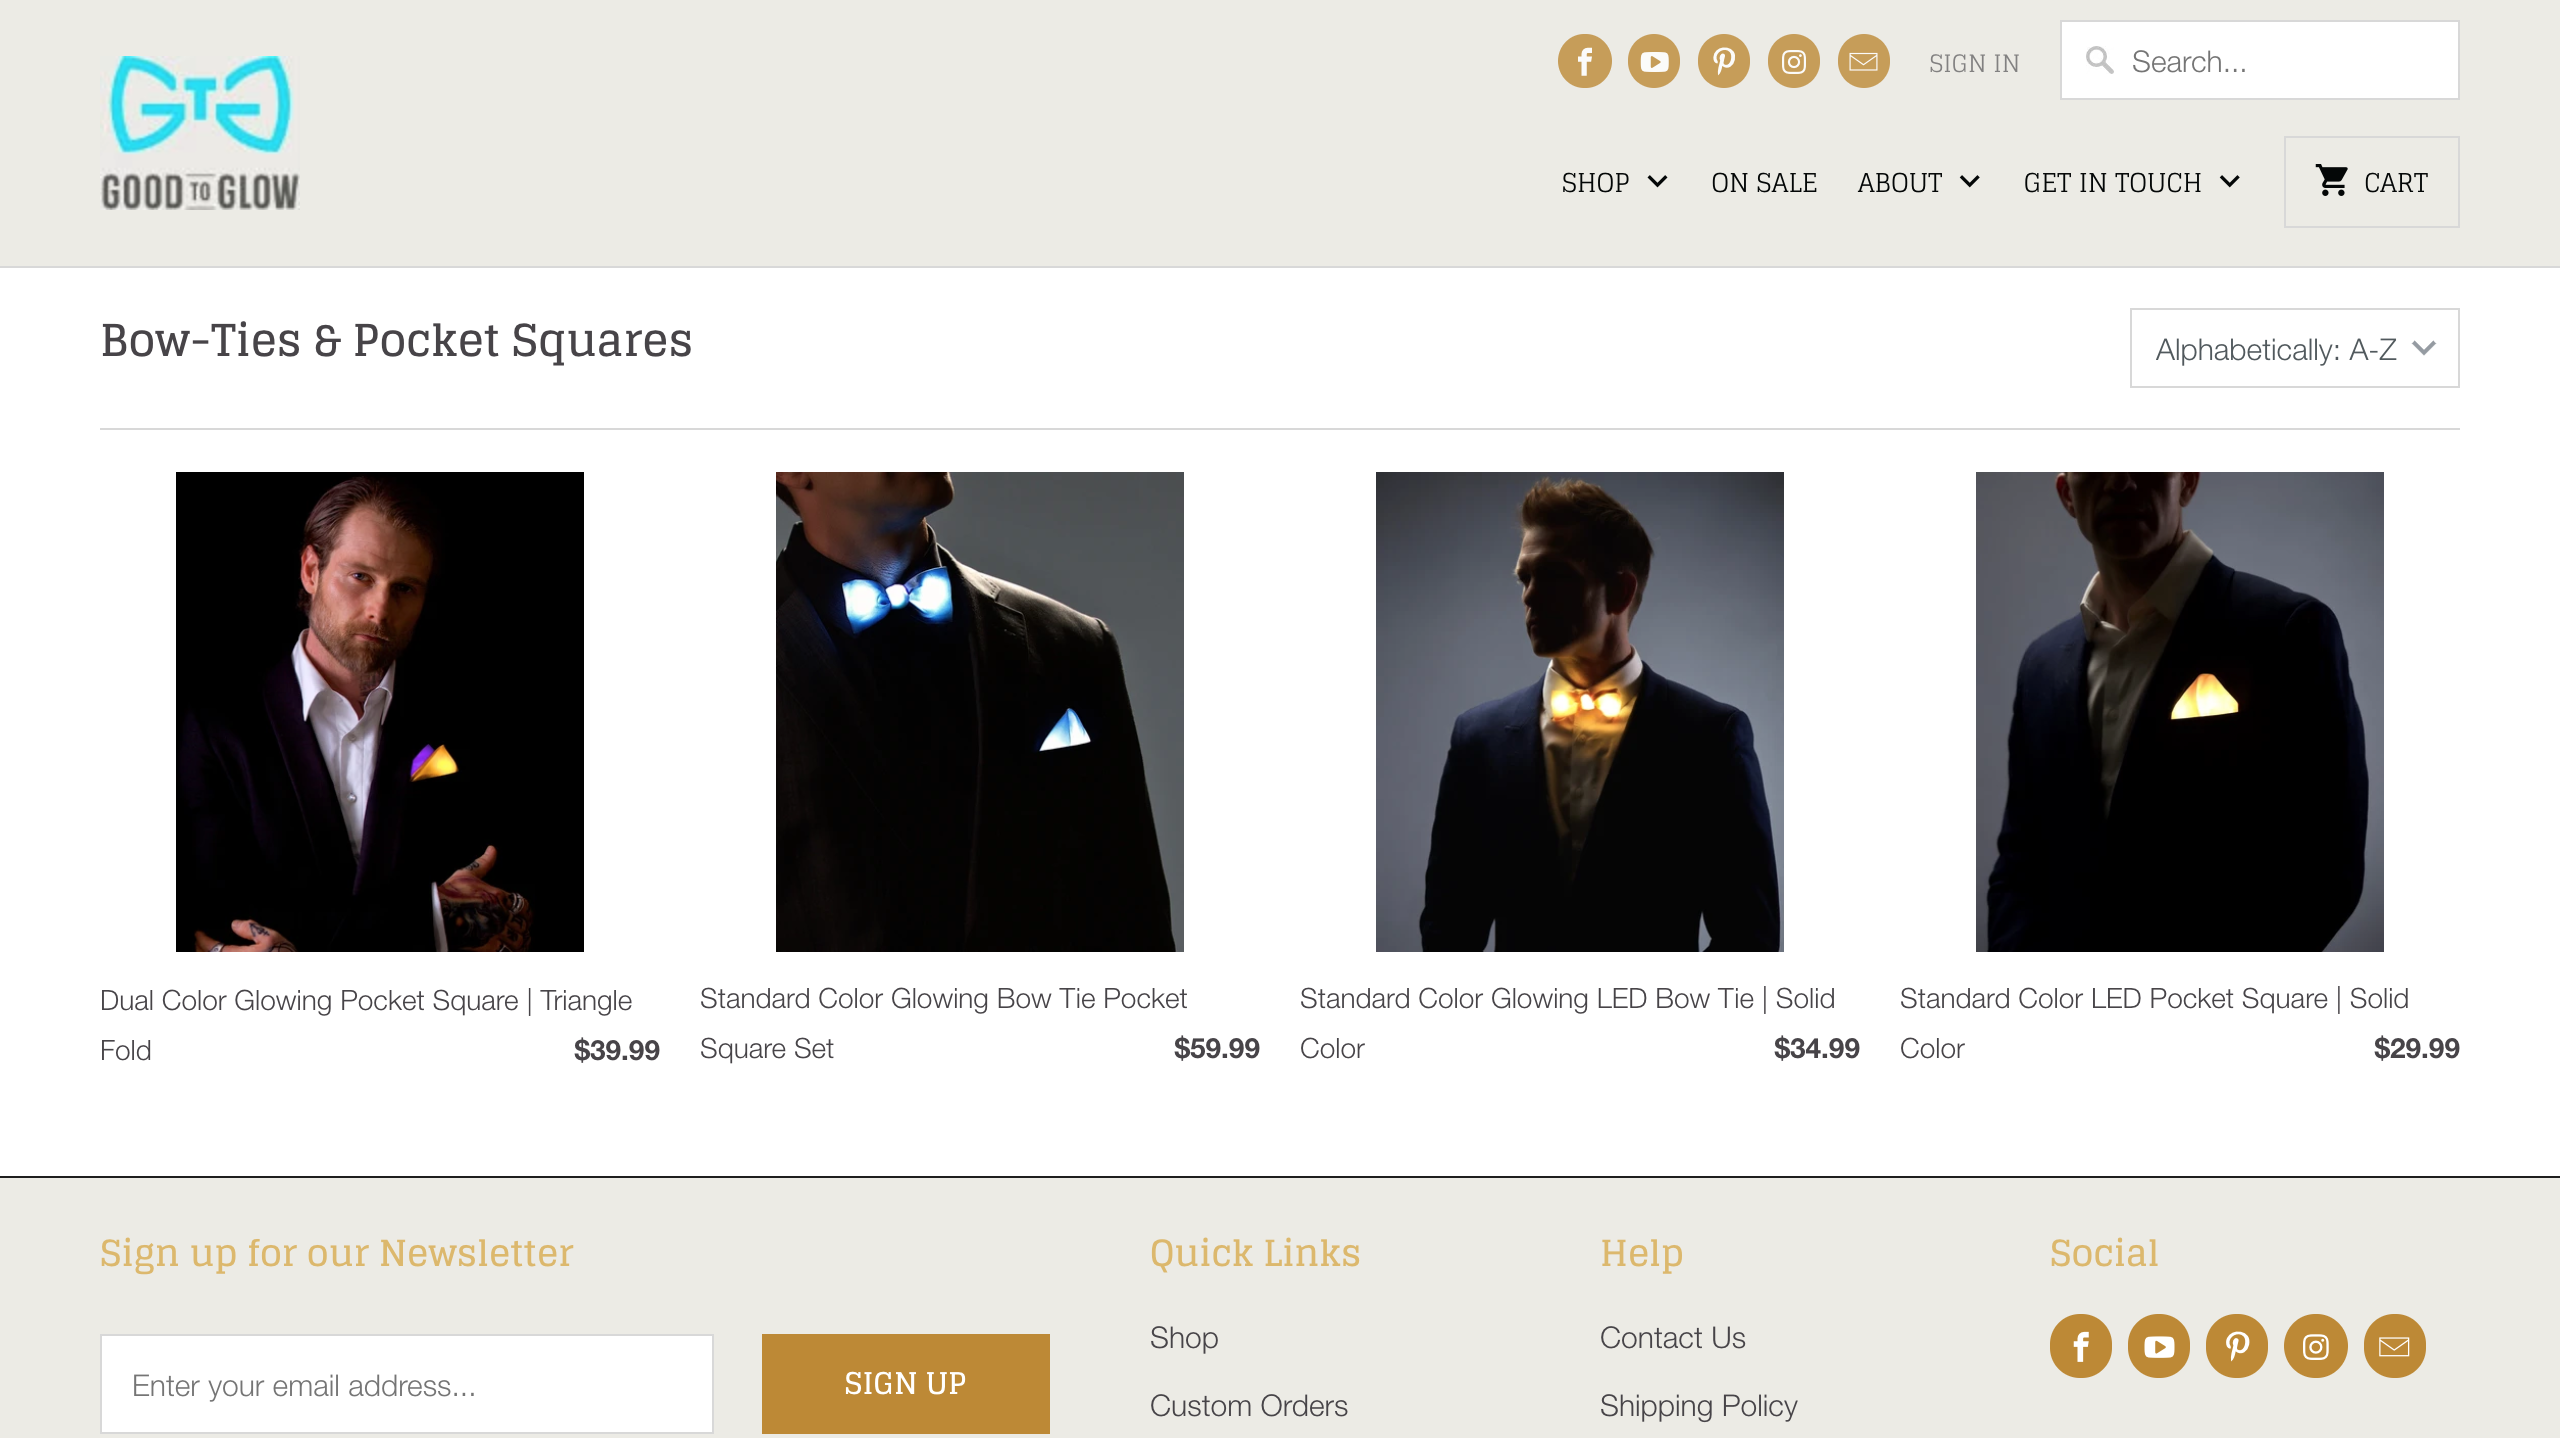 GTG
GOOD TO GLOW
SIGN IN
Search...
SHOP
ON SALE
ABOUT
GET IN TOUCH
CART
Bow-Ties & Pocket Squares
Alphabetically: A-Z
Dual Color Glowing Pocket Square | Triangle
Fold
$39.99
Standard Color Glowing Bow Tie Pocket
Square Set
$59.99
Standard Color Glowing LED Bow Tie | Solid
Color
$34.99
Standard Color LED Pocket Square | Solid
Color
$29.99
Sign up for our Newsletter
Enter your email address...
SIGN UP
Quick Links
Shop
Custom Orders
Help
Contact Us
Shipping Policy
Social